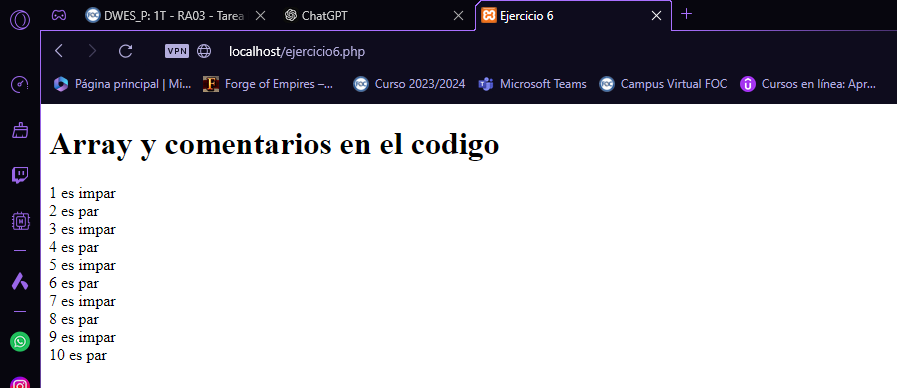 DWES_P: 1T - RA03 - Tarea
ChatGPT
Ejercicio 6
VPN
localhost/ejercicio6.php
Página principal | Mi...
Forge of Empires –...
Curso 2023/2024
Microsoft Teams
Campus Virtual FOC
Cursos en línea: Apr...
Array y comentarios en el codigo
1 es impar
2 es par
3 es impar
4 es par
5 es impar
6 es par
7 es impar
8 es par
9 es impar
10 es par